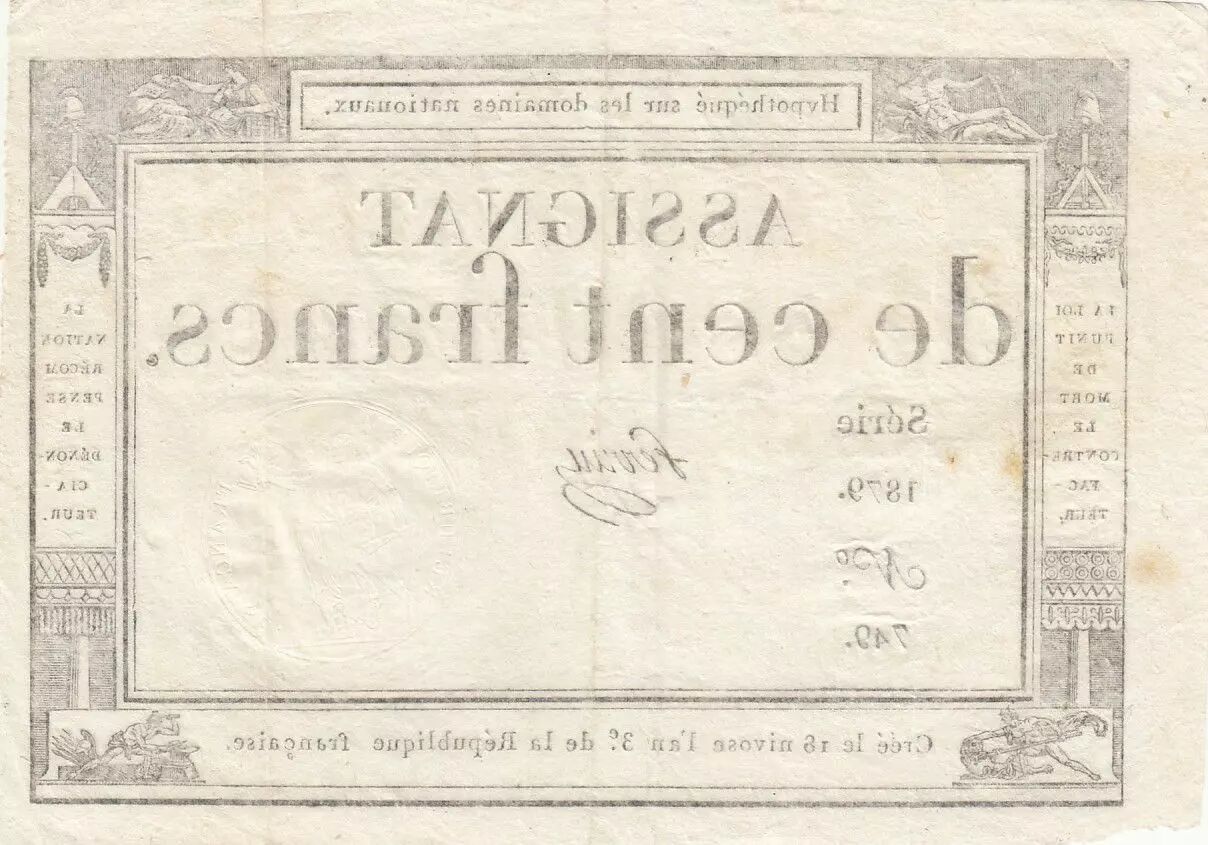 Hypothéqué sur les domaines nationaux.
ASSIGNAT
de cent francs.
LA LOI
PUNIT
DE
MORT
LE
CONTRE-
FAC-
TEUR.
Série
1879.
N.º
749.
LA
NATION
RÉCOM
PENSE
LE
DÉNON-
CIA-
TEUR.
Créé le 18 nivose l'an 3.º de la République française.